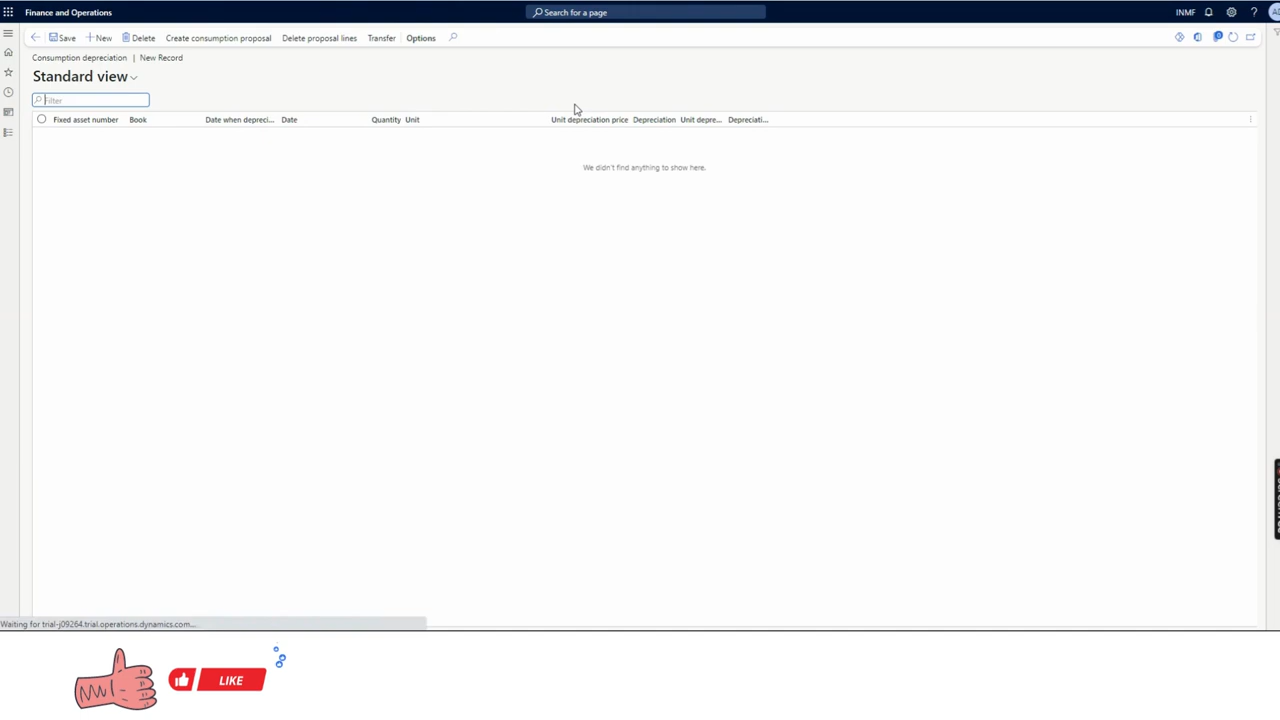 Finance and Operations
Search for a page
INMF
Save New Delete Create consumption proposal Delete proposal lines Transfer Options
Consumption depreciation | New Record
Standard view
Filter
Fixed asset number Book Date when depreci... Date Quantity Unit Unit depreciation price Depreciation Unit depre... Depreciati...
We didn't find anything to show here.
Waiting for trial-j09264.trial.operations.dynamics.com...
LIKE